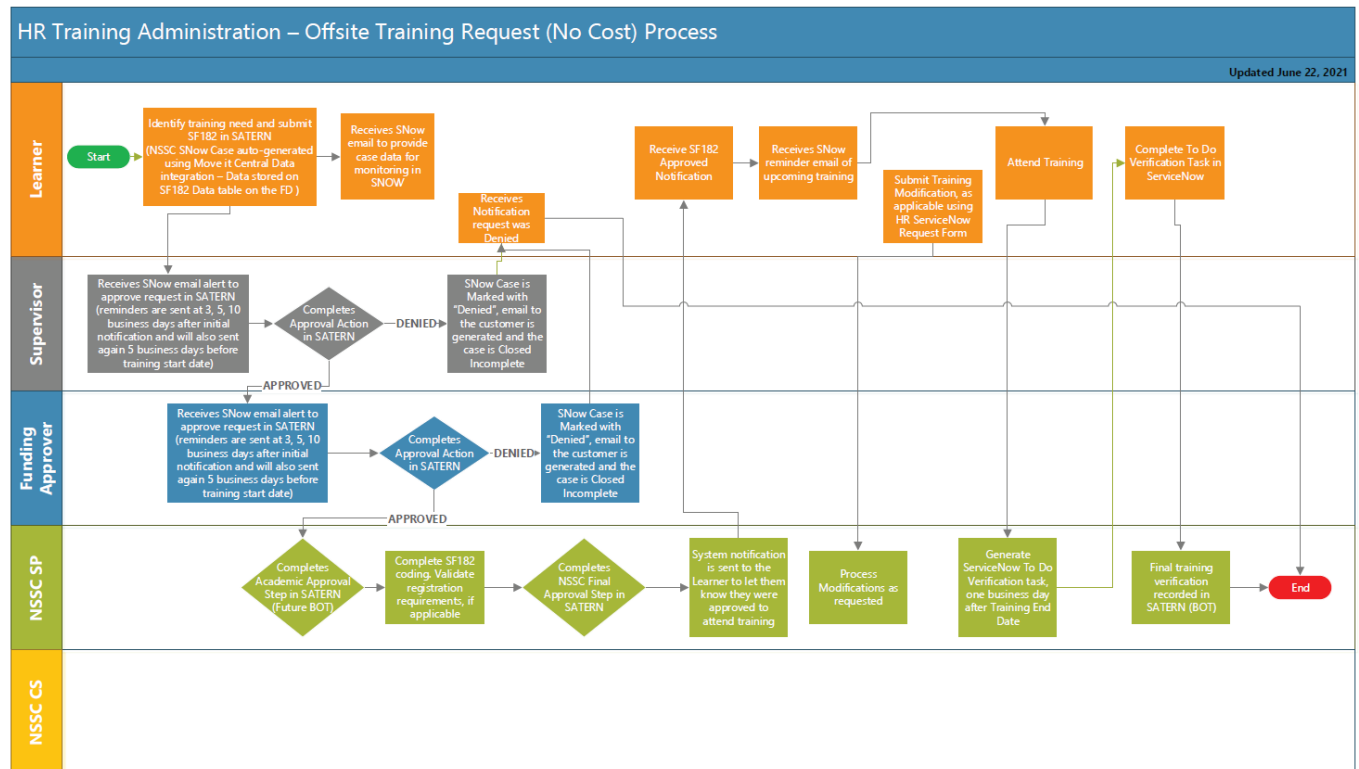 HR Training Administration – Offsite Training Request (No Cost) Process
Updated June 22, 2021
Learner
Start
Identify training need and submit
SF182 in SATERN
(NSSC SNow Case auto-generated
using Move it Central Data
integration – Data stored on
SF182 Data table on the FD )
Receives SNow
email to provide
case data for
monitoring in
SNOW
Receives
Notification
request was
Denied
Receive SF182
Approved
Notification
Receives SNow
reminder email of
upcoming training
Submit Training
Modification, as
applicable using
HR ServiceNow
Request Form
Attend Training
Complete To Do
Verification Task in
ServiceNow
Supervisor
Receives SNow email alert to
approve request in SATERN
(reminders are sent at 3, 5, 10
business days after initial
notification and will also sent
again 5 business days before
training start date)
Completes
Approval Action
in SATERN
DENIED
SNow Case is
Marked with
“Denied”, email to
the customer is
generated and the
case is Closed
Incomplete
APPROVED
Funding
Approver
Receives SNow email alert to
approve request in SATERN
(reminders are sent at 3, 5, 10
business days after initial
notification and will also sent
again 5 business days before
training start date)
Completes
Approval Action
in SATERN
DENIED
SNow Case is
Marked with
“Denied”, email to
the customer is
generated and the
case is Closed
Incomplete
APPROVED
NSSC SP
Completes
Academic Approval
Step in SATERN
(Future BOT)
Complete SF182
coding. Validate
registration
requirements, if
applicable
Completes
NSSC Final
Approval Step in
SATERN
System notification
is sent to the
Learner to let them
know they were
approved to
attend training
Process
Modifications as
requested
Generate
ServiceNow To Do
Verification task,
one business day
after Training End
Date
Final training
verification
recorded in
SATERN (BOT)
End
NSSC CS